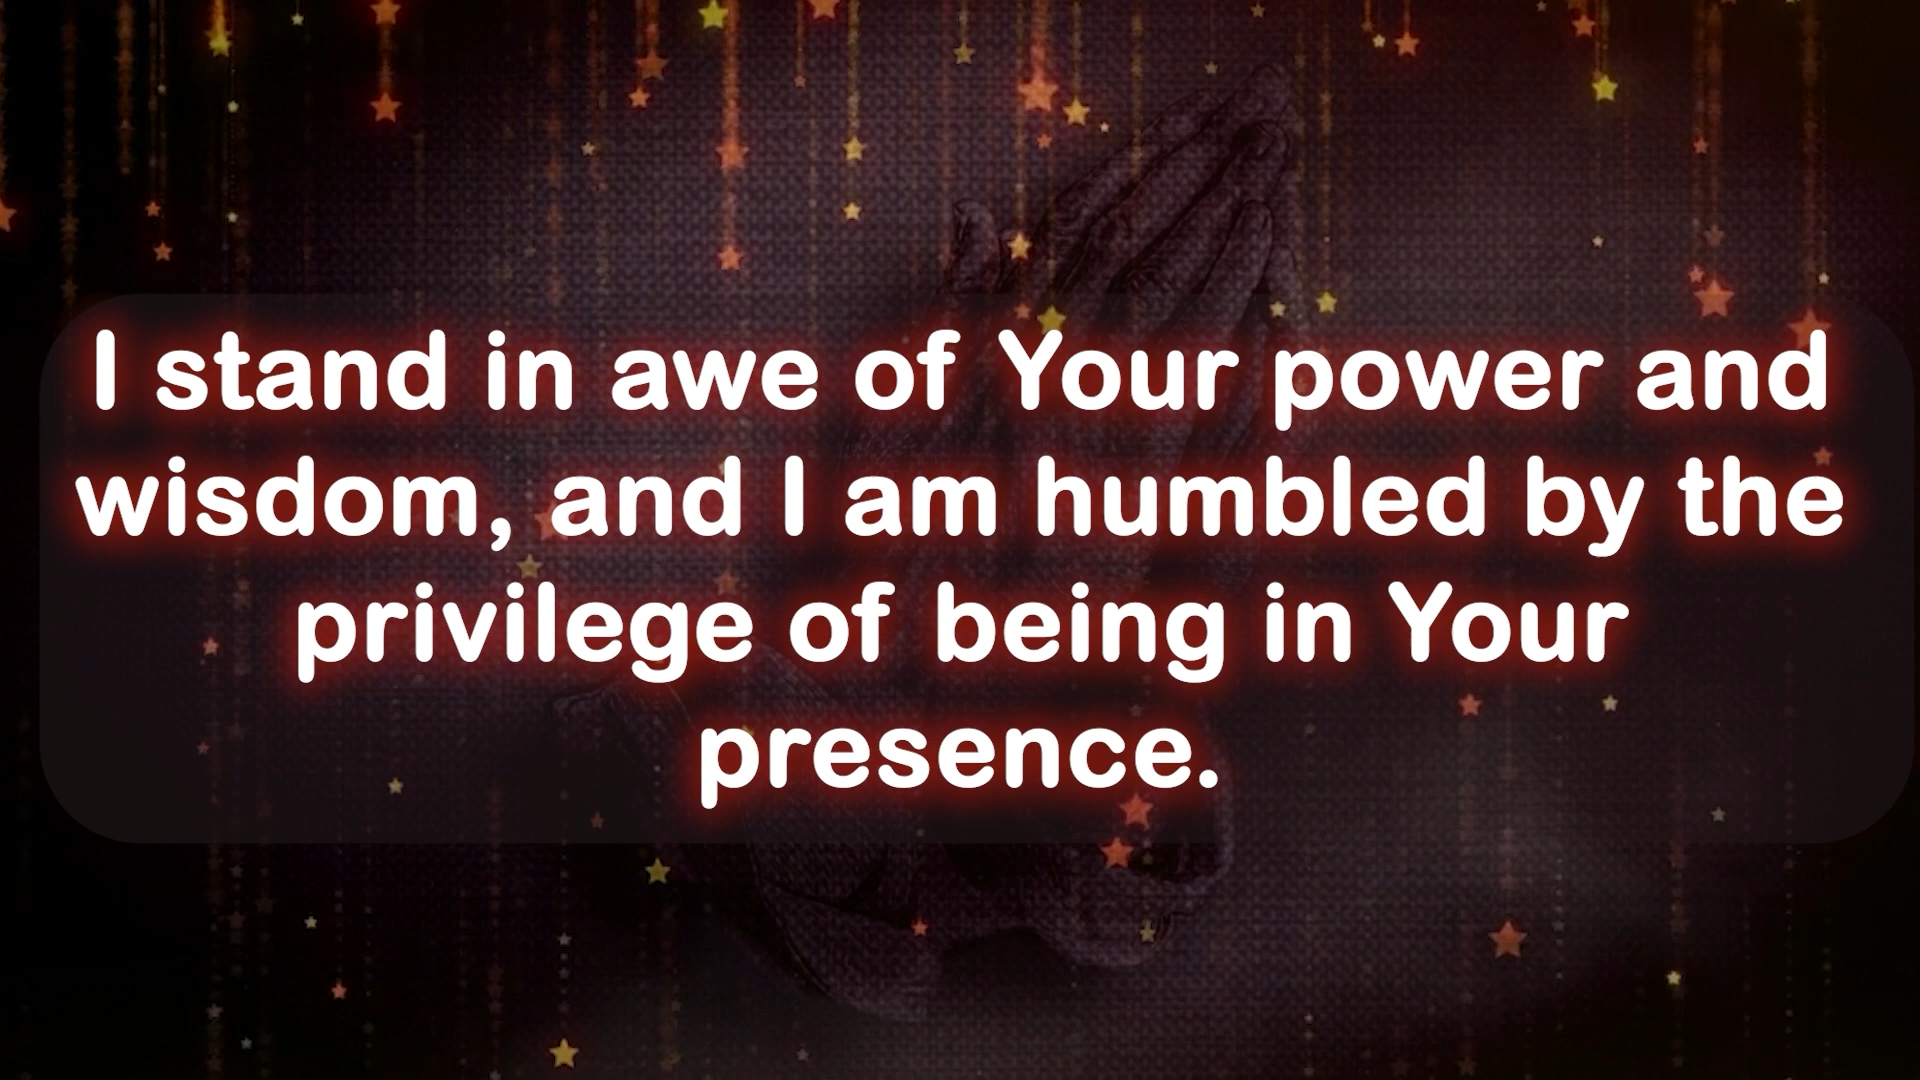 I stand in awe of Your power and
wisdom, and I am humbled by the
privilege of being in Your
presence.